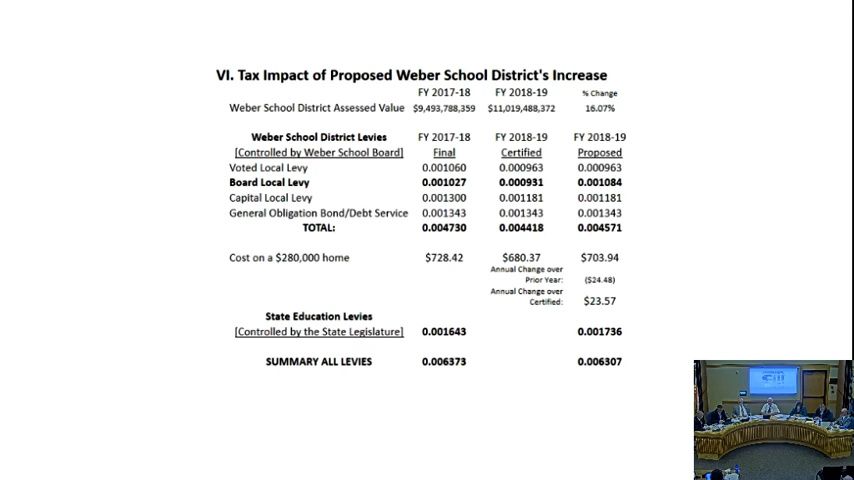 VI. Tax Impact of Proposed Weber School District's Increase
FY 2017-18 FY 2018-19 % Change
Weber School District Assessed Value $9,493,788,359 $11,019,488,372 16.07%
Weber School District Levies FY 2017-18 FY 2018-19 FY 2018-19
[Controlled by Weber School Board] Final Certified Proposed
Voted Local Levy 0.001060 0.000963 0.000963
Board Local Levy 0.001027 0.000931 0.001084
Capital Local Levy 0.001300 0.001181 0.001181
General Obligation Bond/Debt Service 0.001343 0.001343 0.001343
TOTAL: 0.004730 0.004418 0.004571
Cost on a $280,000 home $728.42 $680.37 $703.94
Annual Change over
Prior Year: ($24.48)
Annual Change over
Certified: $23.57
State Education Levies
[Controlled by the State Legislature] 0.001643 0.001736
SUMMARY ALL LEVIES 0.006373 0.006307